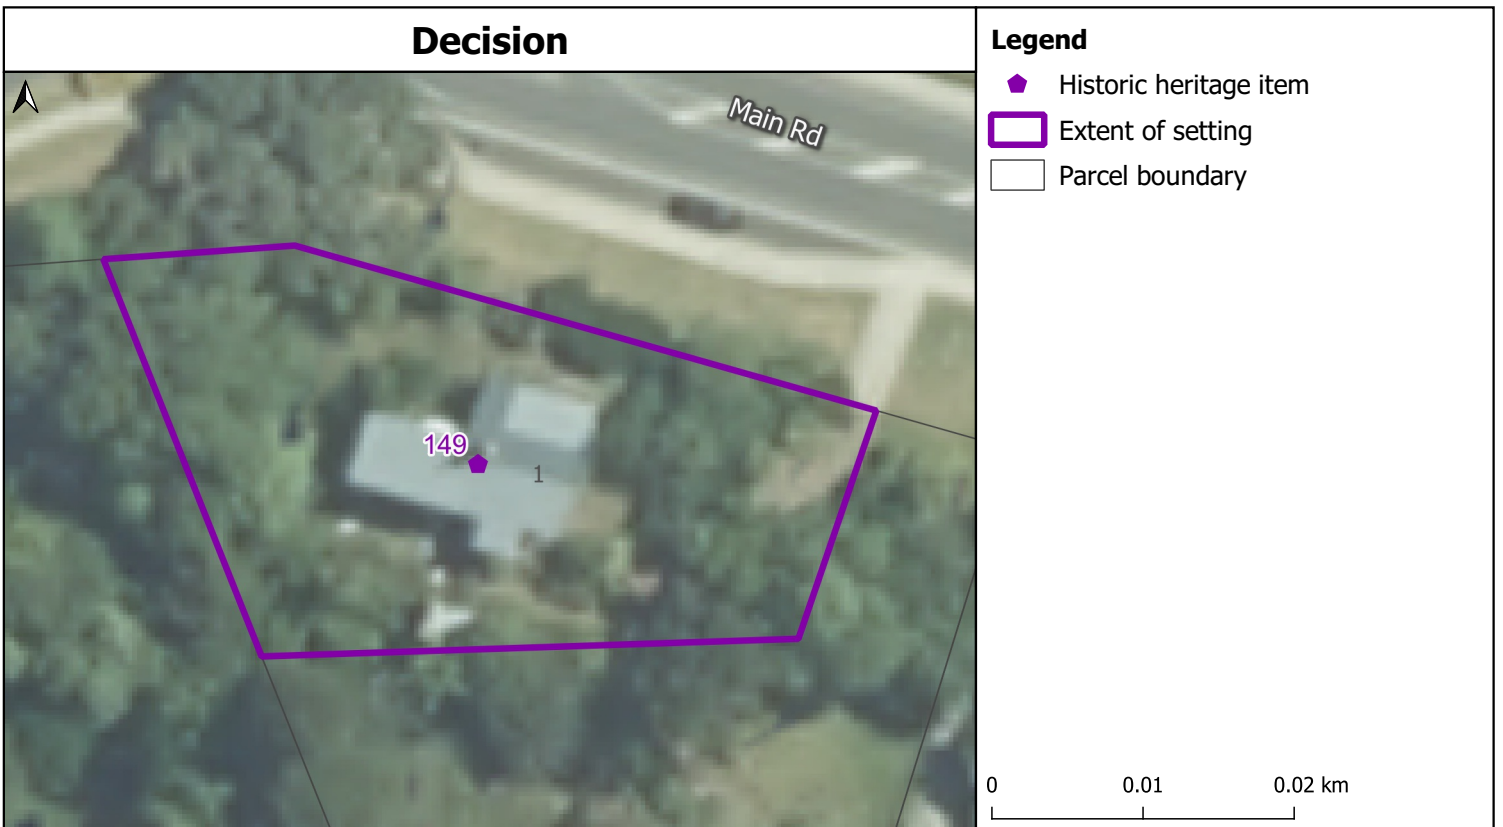 Decision
Main Rd
149
1
Legend
Historic heritage item
Extent of setting
Parcel boundary
0 0.01 0.02 km